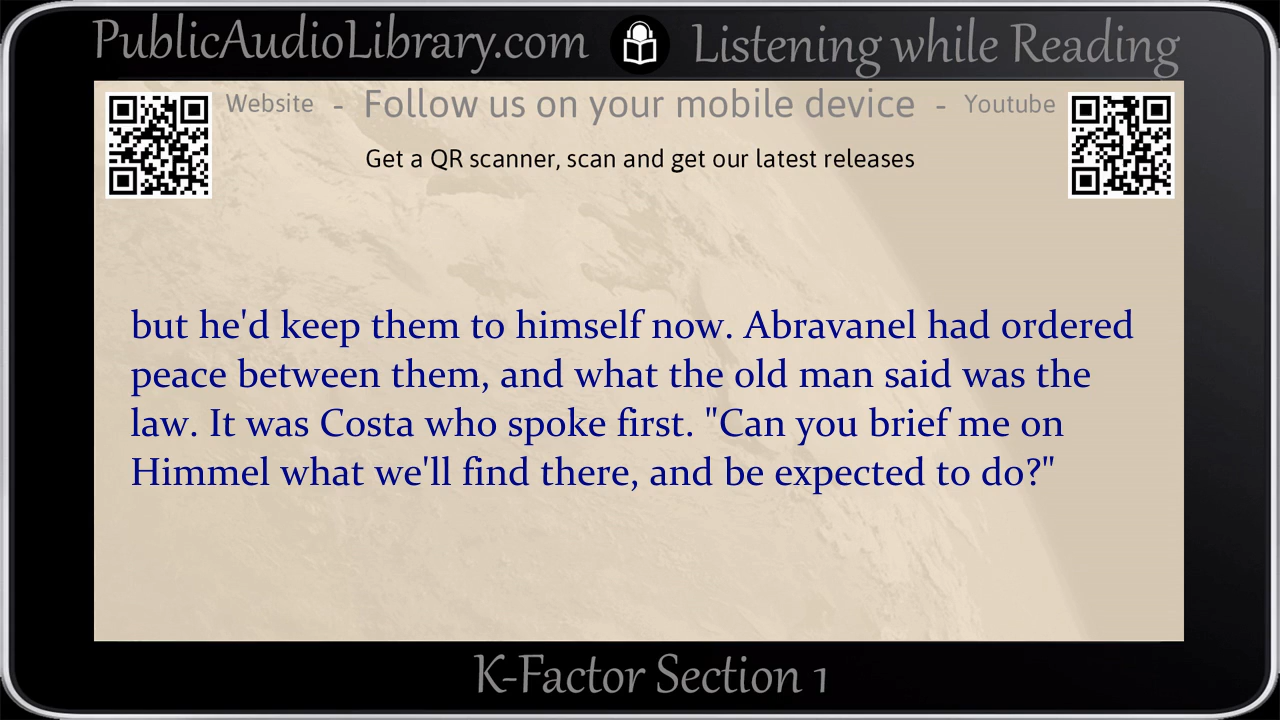 PublicAudioLibrary.com Listening while Reading
Website - Follow us on your mobile device - Youtube
Get a QR scanner, scan and get our latest releases
but he'd keep them to himself now. Abravanel had ordered
peace between them, and what the old man said was the
law. It was Costa who spoke first. "Can you brief me on
Himmel what we'll find there, and be expected to do?"
K-Factor Section 1